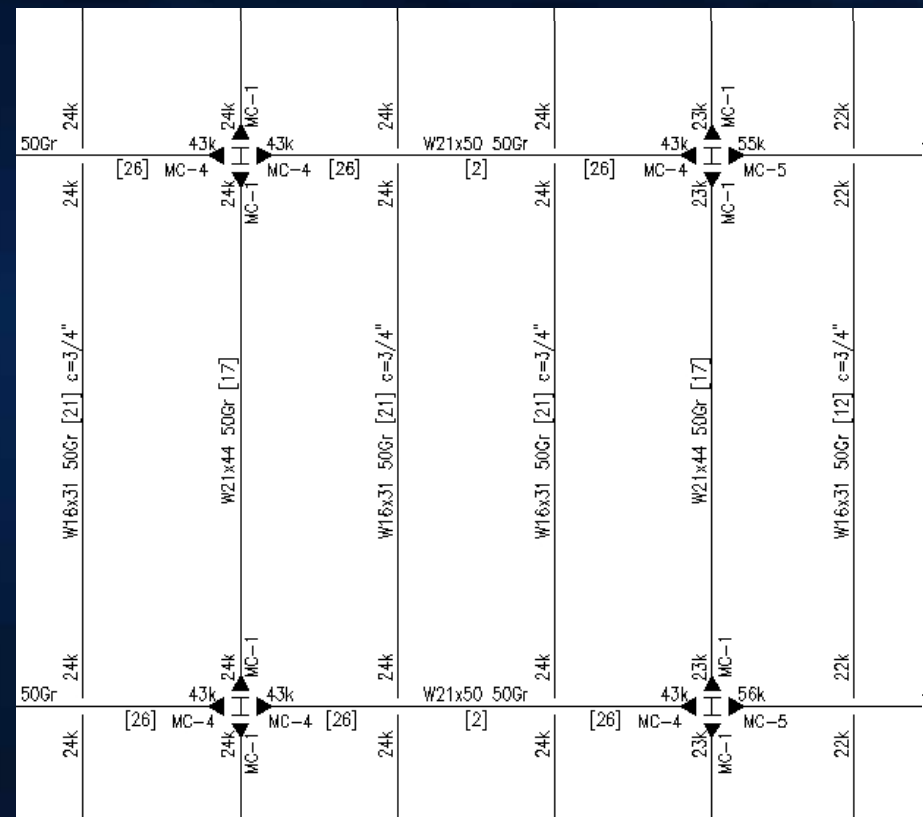 24k
24k
MC-1
24k
24k
23k
MC-1
22k
50Gr
43k
43k
W21x50 50Gr
43k
55k
[26]
MC-4
MC-4
[26]
[2]
[26]
MC-4
MC-5
24k
24k
MC-1
24k
24k
23k
MC-1
22k
W16x31 50Gr [21] c=3/4"
W21x44 50Gr [17]
W16x31 50Gr [21] c=3/4"
W16x31 50Gr [21] c=3/4"
W21x44 50Gr [17]
W16x31 50Gr [12] c=3/4"
24k
24k
MC-1
24k
24k
23k
MC-1
22k
50Gr
43k
43k
W21x50 50Gr
43k
56k
[26]
MC-4
MC-4
[26]
[2]
[26]
MC-4
MC-5
24k
24k
MC-1
24k
24k
23k
MC-1
22k